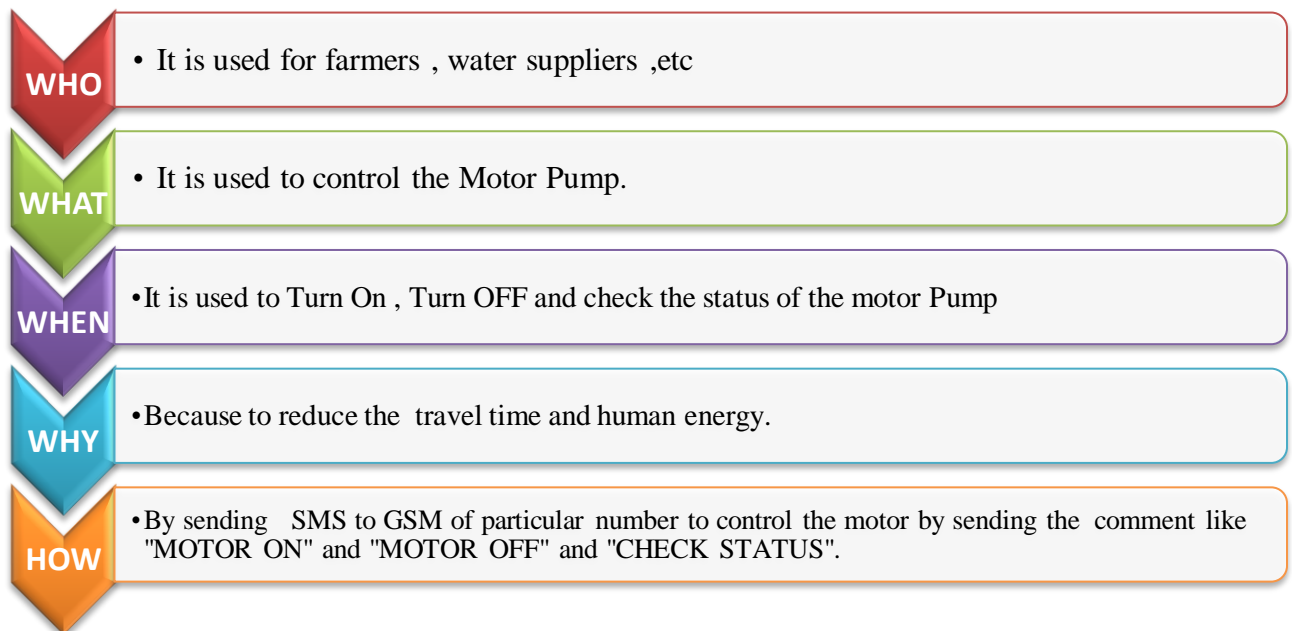 WHO
• It is used for farmers , water suppliers ,etc
WHAT
• It is used to control the Motor Pump.
WHEN
•It is used to Turn On , Turn OFF and check the status of the motor Pump
WHY
•Because to reduce the travel time and human energy.
HOW
•By sending SMS to GSM of particular number to control the motor by sending the comment like
"MOTOR ON" and "MOTOR OFF" and "CHECK STATUS".